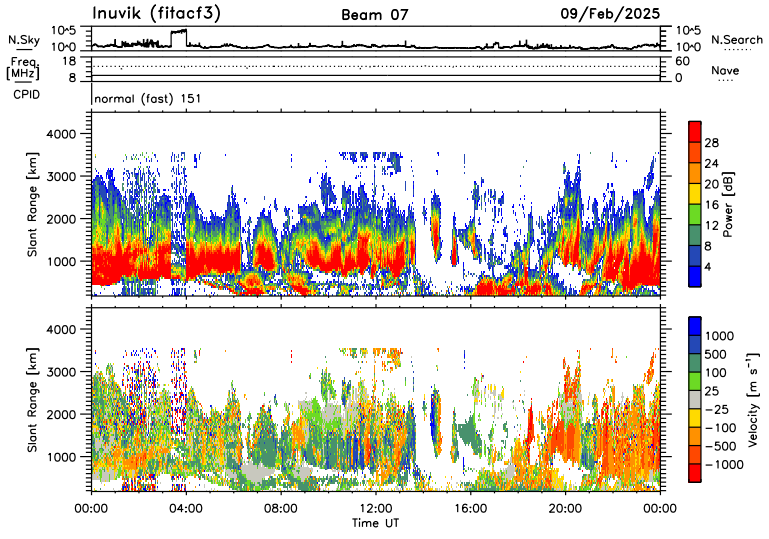 Inuvik (fitacf3) Beam 07 09/Feb/2025
N.Sky 10^5 10^0 10^5 10^0 N.Search
Freq. [MHz] 18 8 60 0 Nave
CPID normal (fast) 151
Slant Range [km] 4000 3000 2000 1000
28 24 20 16 12 8 4 Power [dB]
Slant Range [km] 4000 3000 2000 1000
1000 500 100 25 −25 −100 −500 −1000 Velocity [m s⁻¹]
00:00 04:00 08:00 12:00 16:00 20:00 00:00
Time UT